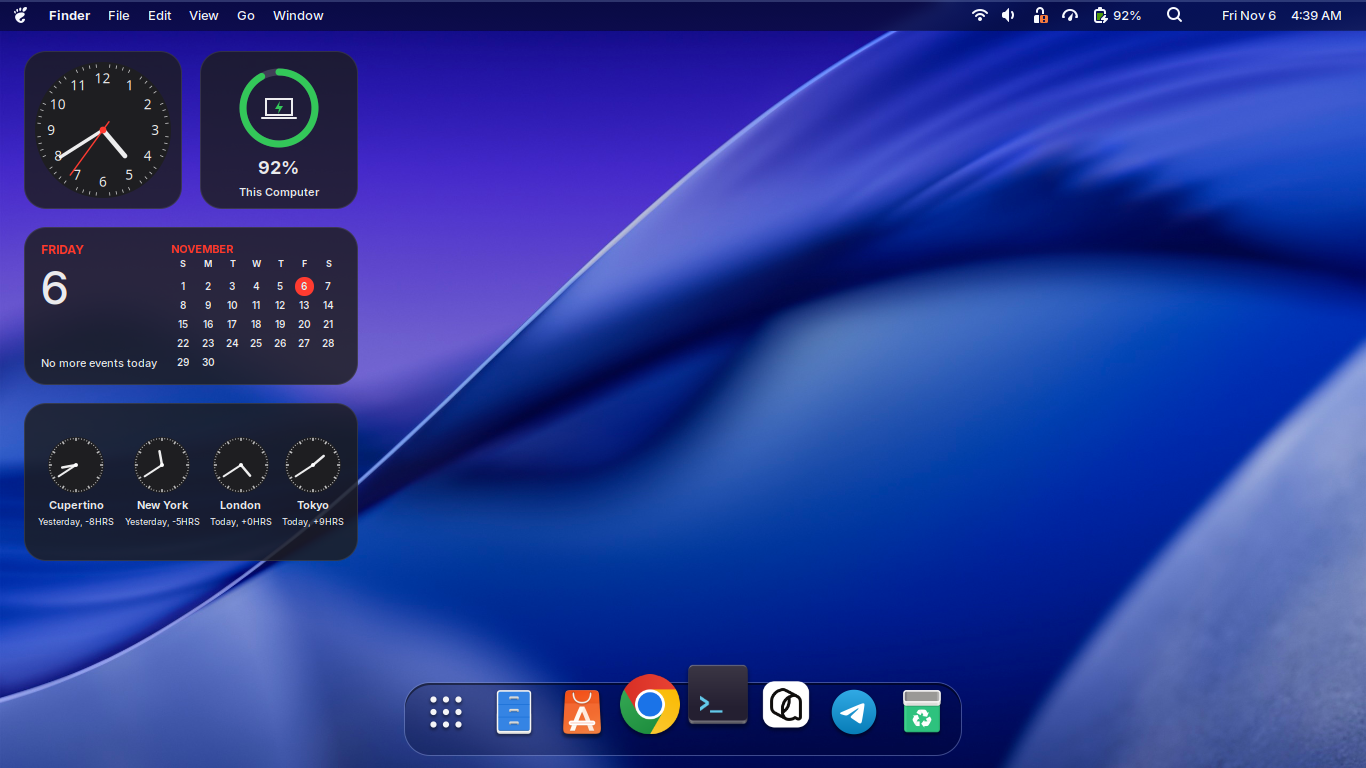 Finder File Edit View Go Window 92% Fri Nov 6 4:39 AM
12
11 1
10 2
9 3
8 4
7 5
6
92%
This Computer
FRIDAY
6
No more events today
NOVEMBER
S M T W T F S
1 2 3 4 5 6 7
8 9 10 11 12 13 14
15 16 17 18 19 20 21
22 23 24 25 26 27 28
29 30
Cupertino New York London Tokyo
Yesterday, -8HRS Yesterday, -5HRS Today, +0HRS Today, +9HRS
>_